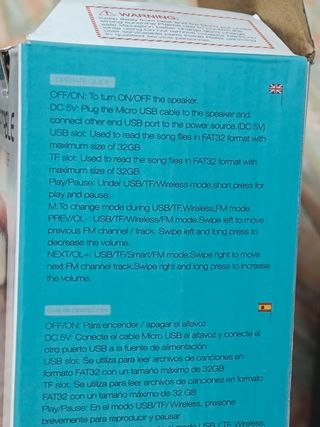 WARNING:
OPERATE GUIDE
OFF/ON: To turn ON/OFF the speaker.
DC 5V: Plug the Micro USB cable to the speaker and
connect other end USB port to the power source.(DC 5V)
USB slot: Used to read the song files in FAT32 format with
maximum size of 32GB
TF slot: Used to read the song files in FAT32 format with
maximum size of 32GB
Play/Pause: Under USB/TF/Wireless mode,short press for
play and pause;
M:To change mode during USB/TF,Wireless,FM mode
PREV/OL-: USB/TF/Wireless/FM mode:Swipe left to move
previous FM channel / track. Swipe left and long press to
decrease the volume.
NEXT/OL+: USB/TF/Smart/FM mode:Swipe right to move
next FM channel / track.Swipe right and long press to increase
the volume.
Guía de operaciones
OFF/ON: Para encender / apagar el altavoz
DC 5V: Conecte el cable Micro USB al altavoz y conecte el
otro puerto USB a la fuente de alimentación
USB slot: Se utiliza para leer archivos de canciones en
formato FAT32 con un tamaño máximo de 32 GB
TF slot: Se utiliza para leer archivos de canciones en formato
FAT32 con un tamaño máximo de 32 GB
Play/Pause: En el modo USB/TF/ Wireless, presione
brevemente para reproducir y pausar